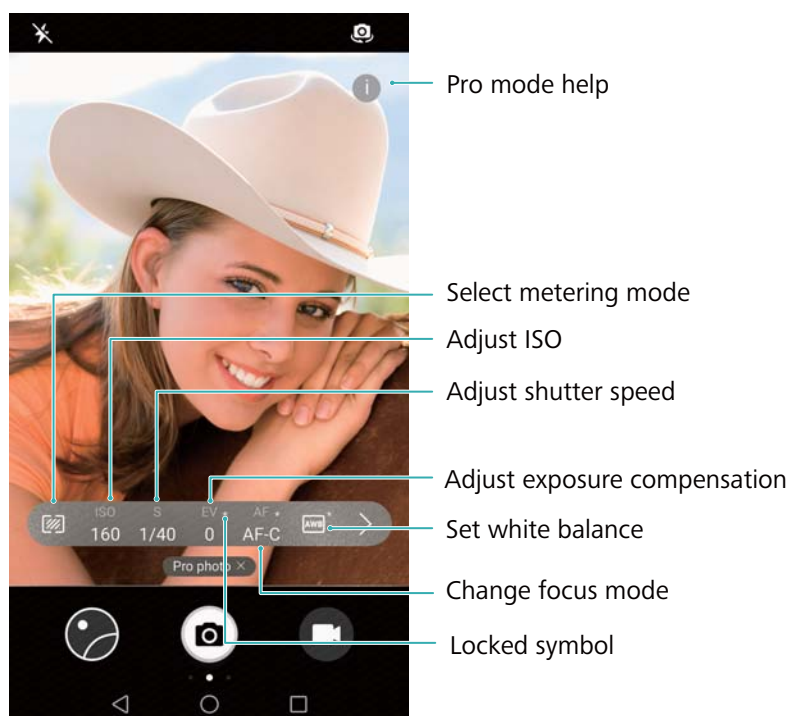 i
Pro mode help
Select metering mode
Adjust ISO
Adjust shutter speed
Adjust exposure compensation
Set white balance
Change focus mode
Locked symbol
ISO S EV AF
160 1/40 0 AF-C AWB
Pro photo ×